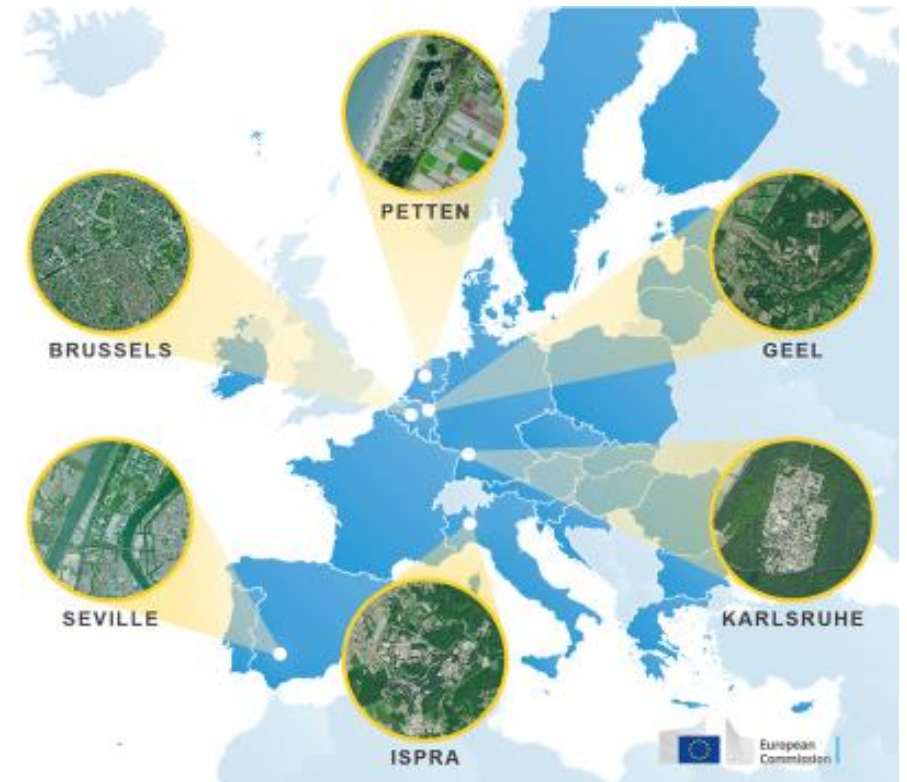 PETTEN
BRUSSELS
GEEL
SEVILLE
KARLSRUHE
ISPRA
European
Commission